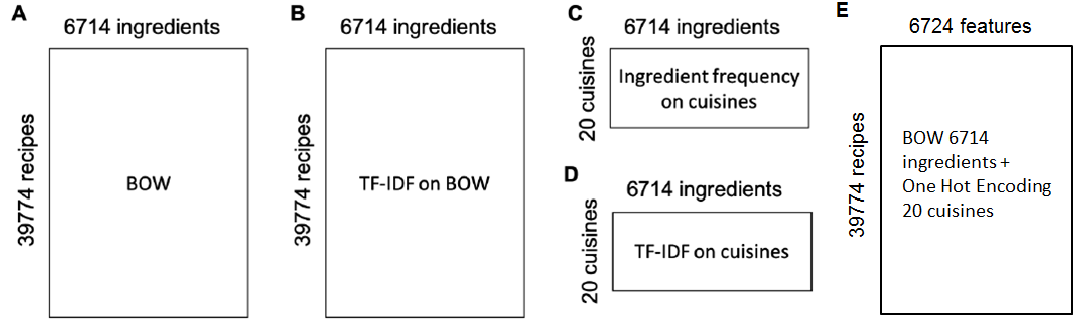 A
6714 ingredients
39774 recipes
BOW
B
6714 ingredients
39774 recipes
TF-IDF on BOW
C
6714 ingredients
20 cuisines
Ingredient frequency
on cuisines
D
6714 ingredients
20 cuisines
TF-IDF on cuisines
E
6724 features
39774 recipes
BOW 6714
ingredients +
One Hot Encoding
20 cuisines